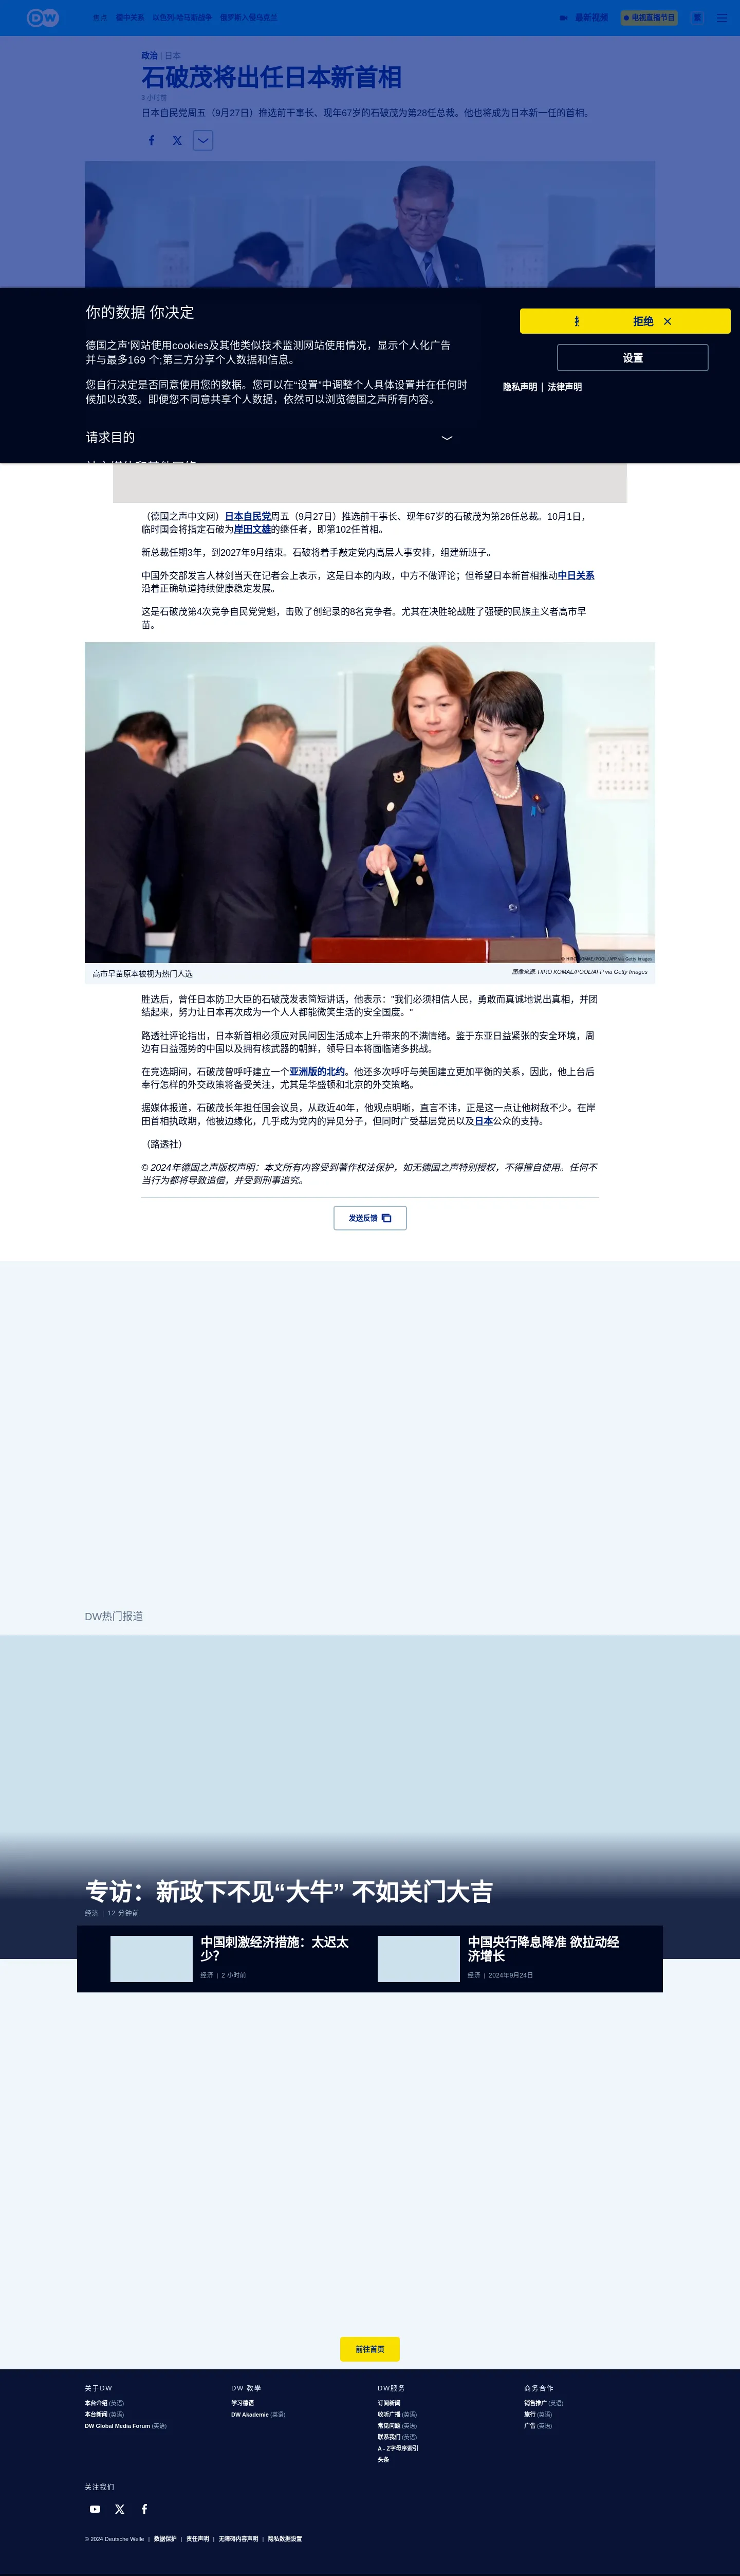 DW
焦点 德中关系 以色列-哈马斯战争 俄罗斯入侵乌克兰 最新视频 电视直播节目 繁
政治 | 日本
石破茂将出任日本新首相
3 小时前
日本自民党周五（9月27日）推选前干事长、现年67岁的石破茂为第28任总裁。他也将成为日本新一任的首相。
你的数据 你决定
德国之声'网站使用cookies及其他类似技术监测网站使用情况，显示个人化广告
并与最多169 个;第三方分享个人数据和信息。
您自行决定是否同意使用您的数据。您可以在"设置"中调整个人具体设置并在任何时
候加以改变。即便您不同意共享个人数据，依然可以浏览德国之声所有内容。
请求目的
拒绝
设置
隐私声明 | 法律声明
（德国之声中文网）日本自民党周五（9月27日）推选前干事长、现年67岁的石破茂为第28任总裁。10月1日，
临时国会将指定石破为岸田文雄的继任者，即第102任首相。
新总裁任期3年，到2027年9月结束。石破将着手敲定党内高层人事安排，组建新班子。
中国外交部发言人林剑当天在记者会上表示，这是日本的内政，中方不做评论；但希望日本新首相推动中日关系
沿着正确轨道持续健康稳定发展。
这是石破茂第4次竞争自民党党魁，击败了创纪录的8名竞争者。尤其在决胜轮战胜了强硬的民族主义者高市早
苗。
高市早苗原本被视为热门人选
图像来源: HIRO KOMAE/POOL/AFP via Getty Images
胜选后，曾任日本防卫大臣的石破茂发表简短讲话，他表示："我们必须相信人民，勇敢而真诚地说出真相，并团
结起来，努力让日本再次成为一个人人都能微笑生活的安全国度。"
路透社评论指出，日本新首相必须应对民间因生活成本上升带来的不满情绪。鉴于东亚日益紧张的安全环境，周
边有日益强势的中国以及拥有核武器的朝鲜，领导日本将面临诸多挑战。
在竞选期间，石破茂曾呼吁建立一个亚洲版的北约。他还多次呼吁与美国建立更加平衡的关系，因此，他上台后
奉行怎样的外交政策将备受关注，尤其是华盛顿和北京的外交策略。
据媒体报道，石破茂长年担任国会议员，从政近40年，他观点明晰，直言不讳，正是这一点让他树敌不少。在岸
田首相执政期，他被边缘化，几乎成为党内的异见分子，但同时广受基层党员以及日本公众的支持。
（路透社）
© 2024年德国之声版权声明：本文所有内容受到著作权法保护，如无德国之声特别授权，不得擅自使用。任何不
当行为都将导致追偿，并受到刑事追究。
发送反馈
DW热门报道
专访：新政下不见“大牛” 不如关门大吉
经济 | 12 分钟前
中国刺激经济措施：太迟太
少？
经济 | 2 小时前
中国央行降息降准 欲拉动经
济增长
经济 | 2024年9月24日
前往首页
关于DW
本台介绍 (英语)
本台新闻 (英语)
DW Global Media Forum (英语)
DW 教學
学习德语
DW Akademie (英语)
DW服务
订阅新闻
收听广播 (英语)
常见问题 (英语)
联系我们 (英语)
A - Z字母序索引
头条
商务合作
销售推广 (英语)
旅行 (英语)
广告 (英语)
关注我们
© 2024 Deutsche Welle | 数据保护 | 责任声明 | 无障碍内容声明 | 隐私数据设置